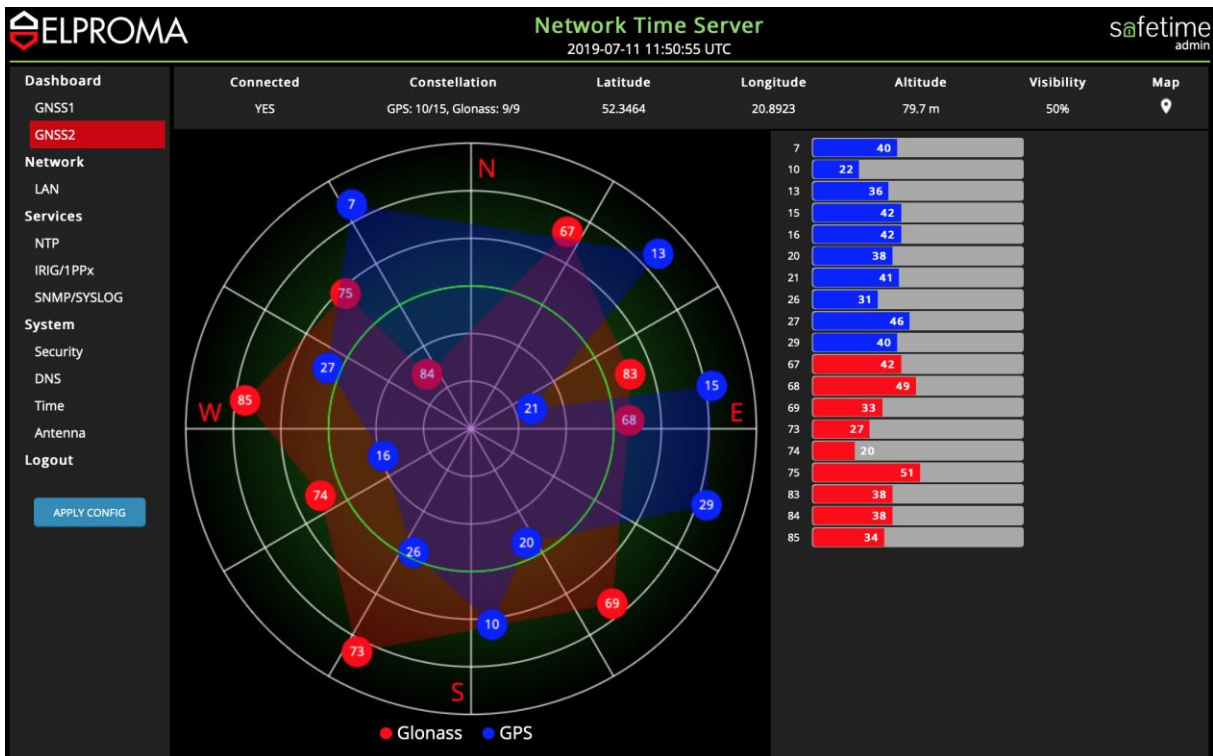 ELPROMA
Network Time Server
2019-07-11 11:50:55 UTC
safetime
admin
Dashboard
GNSS1
GNSS2
Network
LAN
Services
NTP
IRIG/1PPx
SNMP/SYSLOG
System
Security
DNS
Time
Antenna
Logout
APPLY CONFIG
Connected Constellation Latitude Longitude Altitude Visibility Map
YES GPS: 10/15, Glonass: 9/9 52.3464 20.8923 79.7 m 50%
N
7
67
13
75
27
84
83
15
85
W
21
68
E
16
74
29
26
20
69
10
73
S
Glonass GPS
7 40
10 22
13 36
15 42
16 42
20 38
21 41
26 31
27 46
29 40
67 42
68 49
69 33
73 27
74 20
75 51
83 38
84 38
85 34